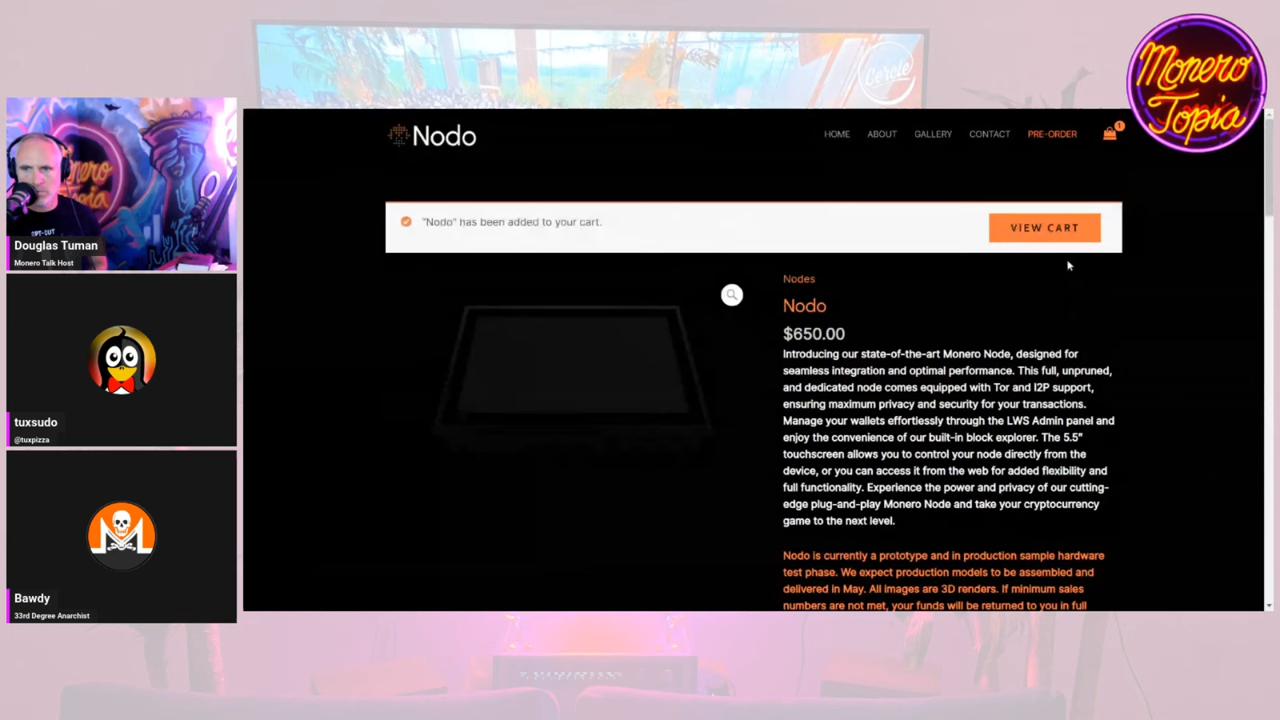 Cercle
Monero
Topia
Nodo
HOME ABOUT GALLERY CONTACT PRE-ORDER 1
"Nodo" has been added to your cart.
VIEW CART
Nodes
Nodo
$650.00
Introducing our state-of-the-art Monero Node, designed for
seamless integration and optimal performance. This full, unpruned,
and dedicated node comes equipped with Tor and I2P support,
ensuring maximum privacy and security for your transactions.
Manage your wallets effortlessly through the LWS Admin panel and
enjoy the convenience of our built-in block explorer. The 5.5"
touchscreen allows you to control your node directly from the
device, or you can access it from the web for added flexibility and
full functionality. Experience the power and privacy of our cutting-
edge plug-and-play Monero Node and take your cryptocurrency
game to the next level.
Nodo is currently a prototype and in production sample hardware
test phase. We expect production models to be assembled and
delivered in May. All images are 3D renders. If minimum sales
numbers are not met, your funds will be returned to you in full
OPT-OUT
Douglas Tuman
Monero Talk Host
tuxsudo
@tuxpizza
Bawdy
33rd Degree Anarchist